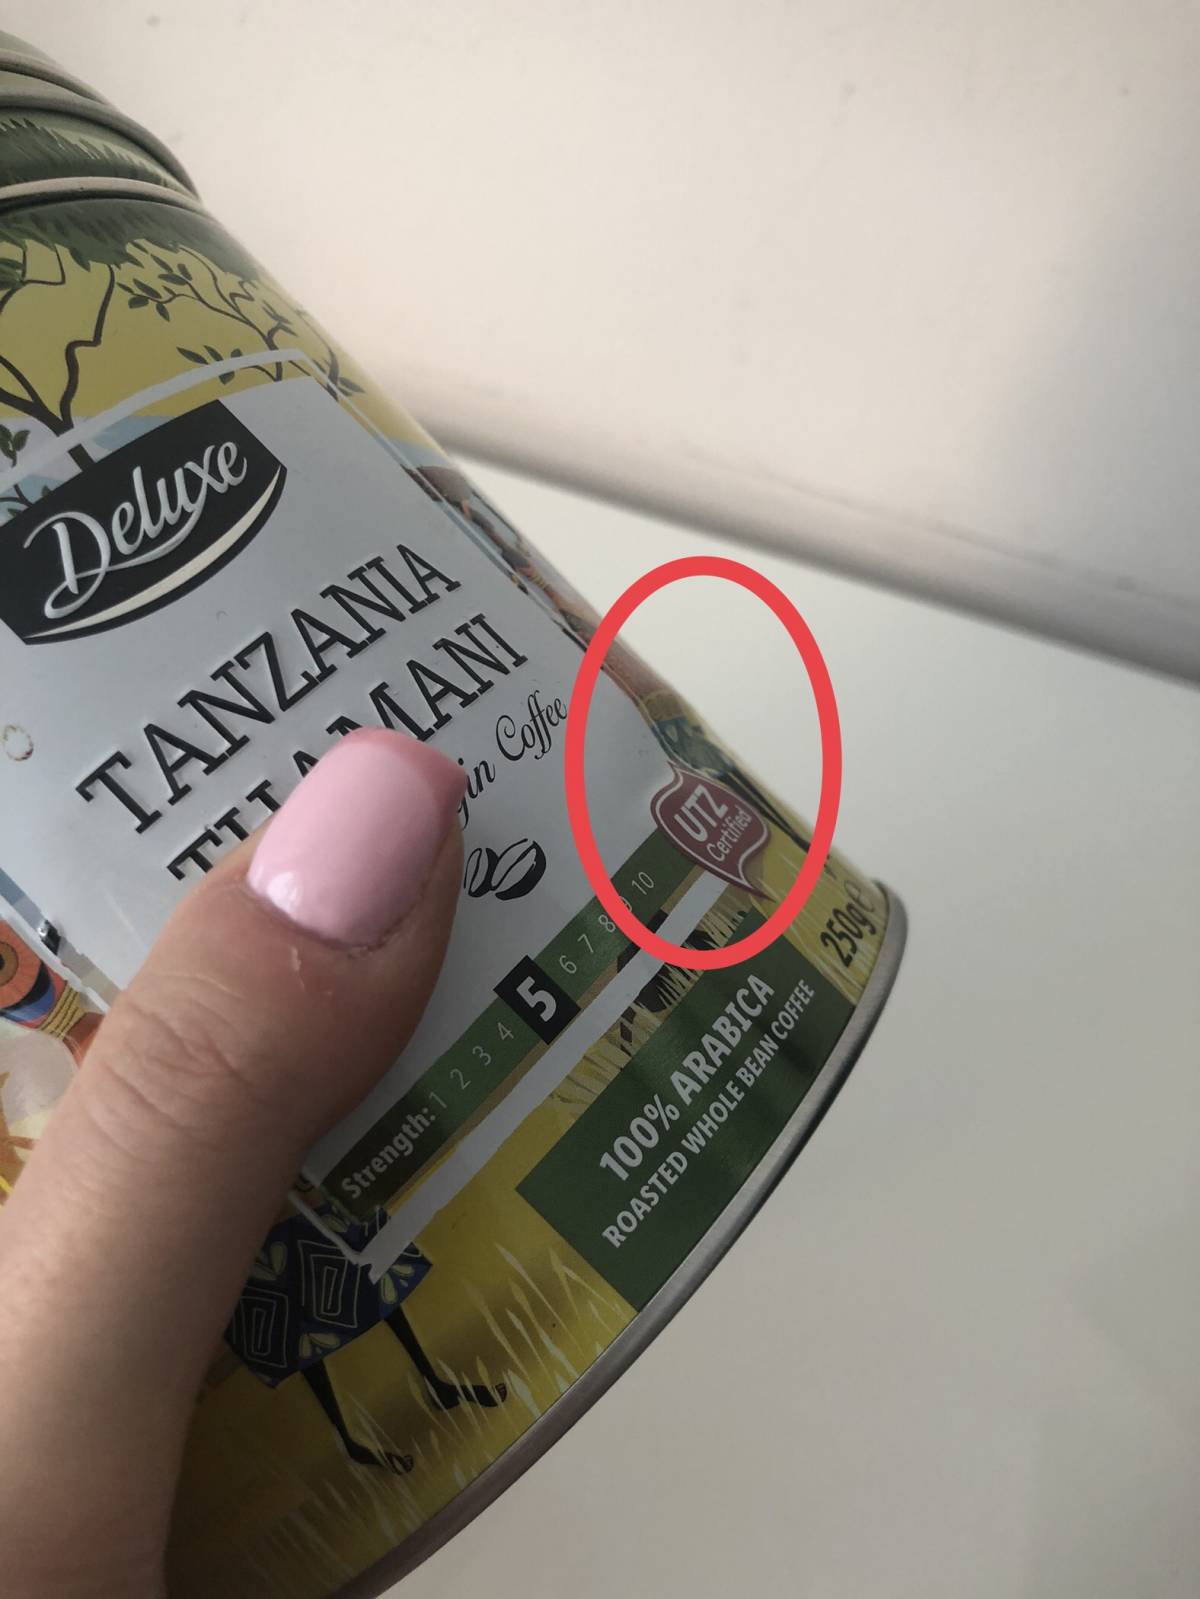 Deluxe
TANZANIA
Coffee
UTZ
Certified
Strength: 1 2 3 4 5 6 7 8 9 10
250g e
100% ARABICA
ROASTED WHOLE BEAN COFFEE